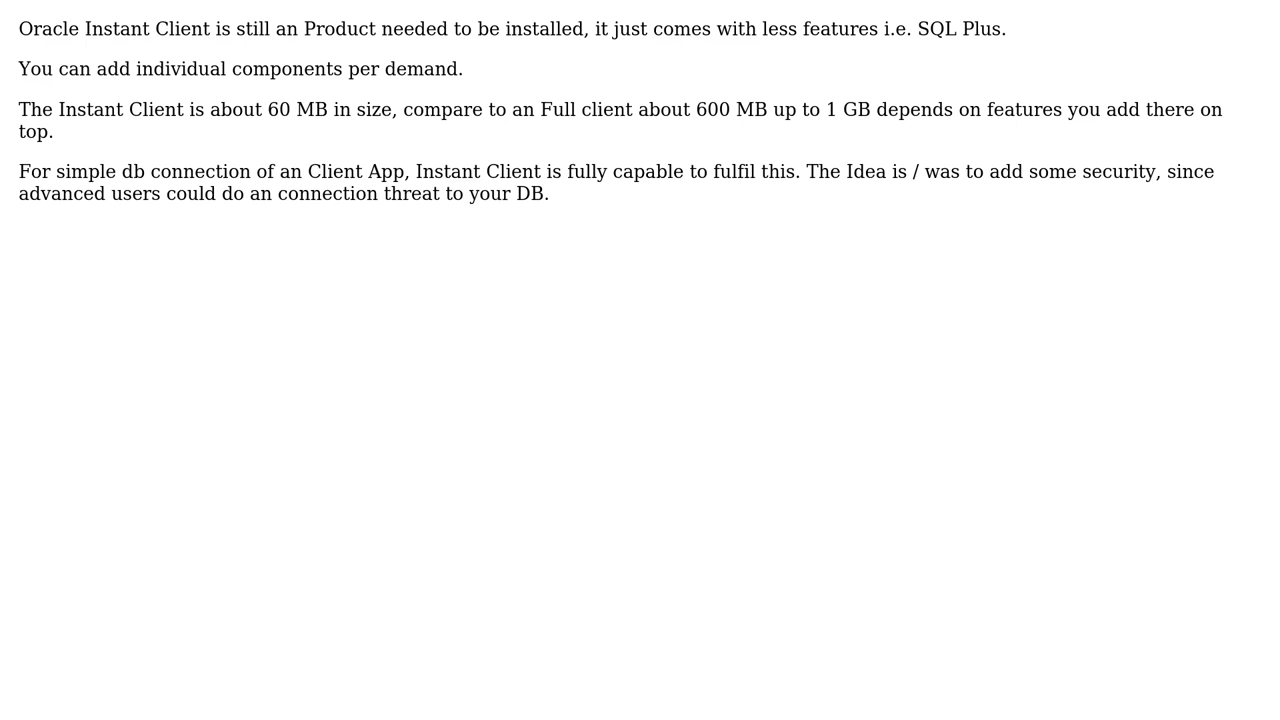 Oracle Instant Client is still an Product needed to be installed, it just comes with less features i.e. SQL Plus.
You can add individual components per demand.
The Instant Client is about 60 MB in size, compare to an Full client about 600 MB up to 1 GB depends on features you add there on
top.
For simple db connection of an Client App, Instant Client is fully capable to fulfil this. The Idea is / was to add some security, since
advanced users could do an connection threat to your DB.